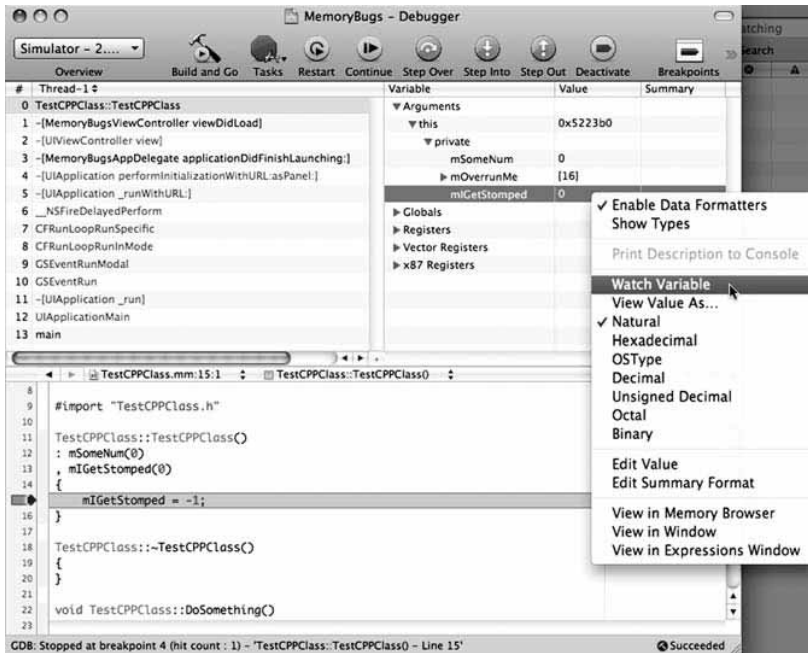 MemoryBugs – Debugger
Simulator – 2....
Overview
Build and Go
Tasks
Restart
Continue
Step Over
Step Into
Step Out
Deactivate
Breakpoints
atching
earch
# Thread-1
Variable Value Summary
0 TestCPPClass::TestCPPClass
1 -[MemoryBugsViewController viewDidLoad]
2 -[UIViewController view]
3 -[MemoryBugsAppDelegate applicationDidFinishLaunching:]
4 -[UIApplication performInitializationWithURL:asPanel:]
5 -[UIApplication _runWithURL:]
6 __NSFireDelayedPerform
7 CFRunLoopRunSpecific
8 CFRunLoopRunInMode
9 GSEventRunModal
10 GSEventRun
11 -[UIApplication _run]
12 UIApplicationMain
13 main
Arguments
this 0x5223b0
private
mSomeNum 0
mOverrunMe [16]
mIGetStomped 0
Globals
Registers
Vector Registers
x87 Registers
✓ Enable Data Formatters
Show Types
Print Description to Console
Watch Variable
View Value As...
✓ Natural
Hexadecimal
OSType
Decimal
Unsigned Decimal
Octal
Binary
Edit Value
Edit Summary Format
View in Memory Browser
View in Window
View in Expressions Window
TestCPPClass.mm:15:1 TestCPPClass::TestCPPClass()
8
9 #import "TestCPPClass.h"
10
11 TestCPPClass::TestCPPClass()
12 : mSomeNum(0)
13 , mIGetStomped(0)
14 {
mIGetStomped = -1;
16 }
17
18 TestCPPClass::~TestCPPClass()
19 {
20 }
21
22 void TestCPPClass::DoSomething()
23
GDB: Stopped at breakpoint 4 (hit count : 1) – 'TestCPPClass::TestCPPClass() – Line 15'
Succeeded